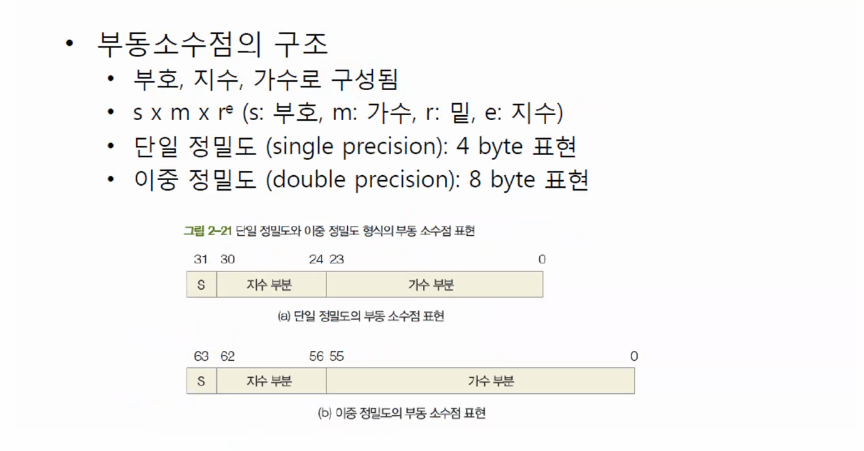 • 부동소수점의 구조
• 부호, 지수, 가수로 구성됨
• s x m x rᵉ (s: 부호, m: 가수, r: 밑, e: 지수)
• 단일 정밀도 (single precision): 4 byte 표현
• 이중 정밀도 (double precision): 8 byte 표현
그림 2-21 단일 정밀도와 이중 정밀도 형식의 부동 소수점 표현
31 30 24 23 0
S 지수 부분 가수 부분
(a) 단일 정밀도의 부동 소수점 표현
63 62 56 55 0
S 지수 부분 가수 부분
(b) 이중 정밀도의 부동 소수점 표현